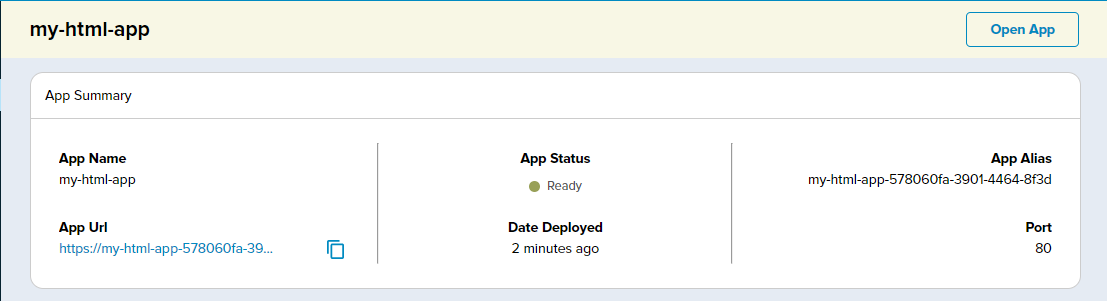 my-html-app
Open App
App Summary
App Name
my-html-app
App Status
Ready
App Alias
my-html-app-578060fa-3901-4464-8f3d
App Url
https://my-html-app-578060fa-39...
Date Deployed
2 minutes ago
Port
80